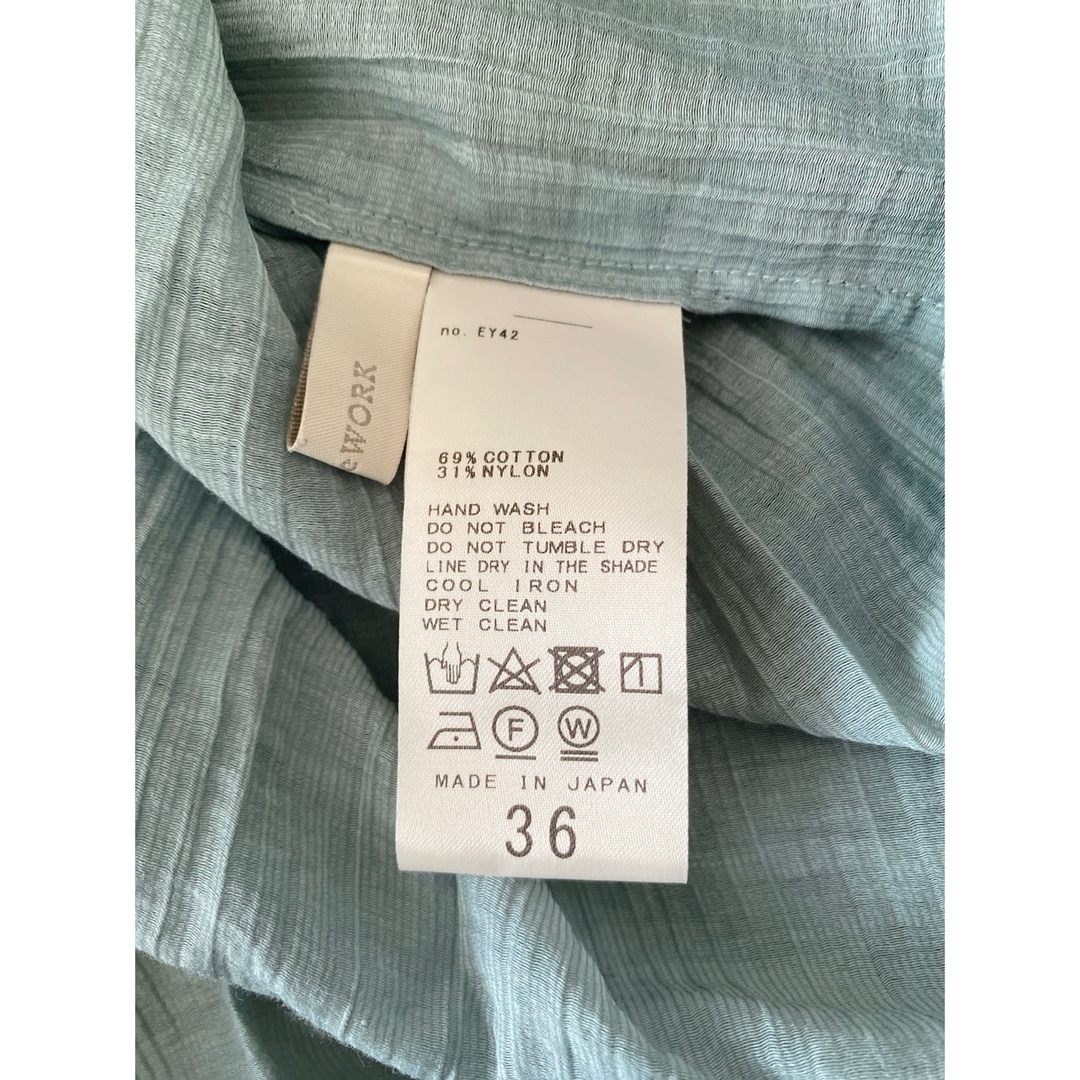 eWORK
no. EY42
69% COTTON
31% NYLON
HAND WASH
DO NOT BLEACH
DO NOT TUMBLE DRY
LINE DRY IN THE SHADE
COOL IRON
DRY CLEAN
WET CLEAN
F W
MADE IN JAPAN
36